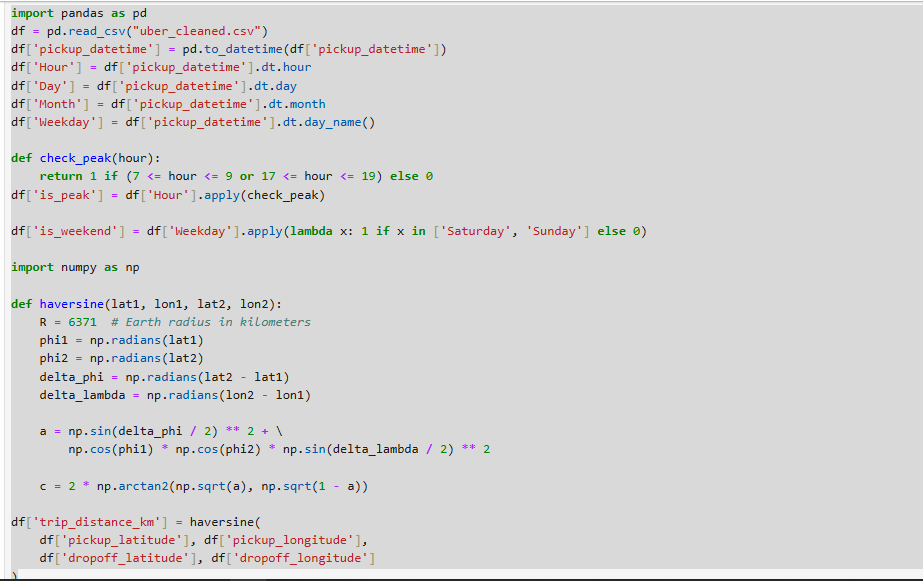 import pandas as pd
df = pd.read_csv("uber_cleaned.csv")
df['pickup_datetime'] = pd.to_datetime(df['pickup_datetime'])
df['Hour'] = df['pickup_datetime'].dt.hour
df['Day'] = df['pickup_datetime'].dt.day
df['Month'] = df['pickup_datetime'].dt.month
df['Weekday'] = df['pickup_datetime'].dt.day_name()

def check_peak(hour):
    return 1 if (7 <= hour <= 9 or 17 <= hour <= 19) else 0
df['is_peak'] = df['Hour'].apply(check_peak)

df['is_weekend'] = df['Weekday'].apply(lambda x: 1 if x in ['Saturday', 'Sunday'] else 0)

import numpy as np

def haversine(lat1, lon1, lat2, lon2):
    R = 6371  # Earth radius in kilometers
    phi1 = np.radians(lat1)
    phi2 = np.radians(lat2)
    delta_phi = np.radians(lat2 - lat1)
    delta_lambda = np.radians(lon2 - lon1)

    a = np.sin(delta_phi / 2) ** 2 + \
        np.cos(phi1) * np.cos(phi2) * np.sin(delta_lambda / 2) ** 2

    c = 2 * np.arctan2(np.sqrt(a), np.sqrt(1 - a))

df['trip_distance_km'] = haversine(
    df['pickup_latitude'], df['pickup_longitude'],
    df['dropoff_latitude'], df['dropoff_longitude']
)